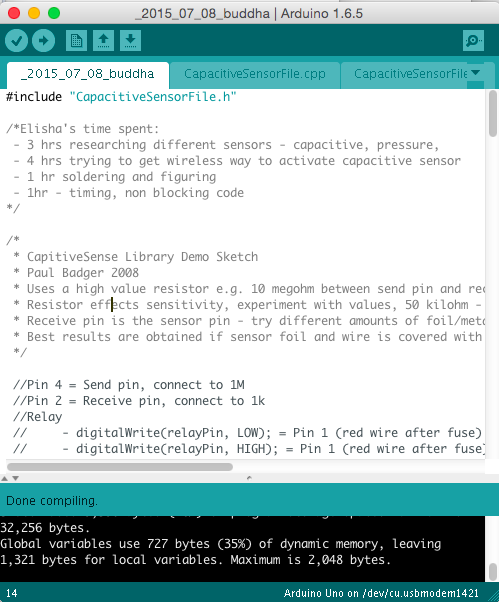 _2015_07_08_buddha | Arduino 1.6.5
_2015_07_08_buddha CapacitiveSensorFile.cpp CapacitiveSensorFile
#include "CapacitiveSensorFile.h"
/*Elisha's time spent:
- 3 hrs researching different sensors - capacitive, pressure,
- 4 hrs trying to get wireless way to activate capacitive sensor
- 1 hr soldering and figuring
- 1hr - timing, non blocking code
*/
/*
* CapitiveSense Library Demo Sketch
* Paul Badger 2008
* Uses a high value resistor e.g. 10 megohm between send pin and rec
* Resistor effects sensitivity, experiment with values, 50 kilohm -
* Receive pin is the sensor pin - try different amounts of foil/meta
* Best results are obtained if sensor foil and wire is covered with
*/
//Pin 4 = Send pin, connect to 1M
//Pin 2 = Receive pin, connect to 1k
//Relay
// - digitalWrite(relayPin, LOW); = Pin 1 (red wire after fuse)
// - digitalWrite(relayPin, HIGH); = Pin 1 (red wire after fuse)
Done compiling.
32,256 bytes.
Global variables use 727 bytes (35%) of dynamic memory, leaving
1,321 bytes for local variables. Maximum is 2,048 bytes.
14 Arduino Uno on /dev/cu.usbmodem1421